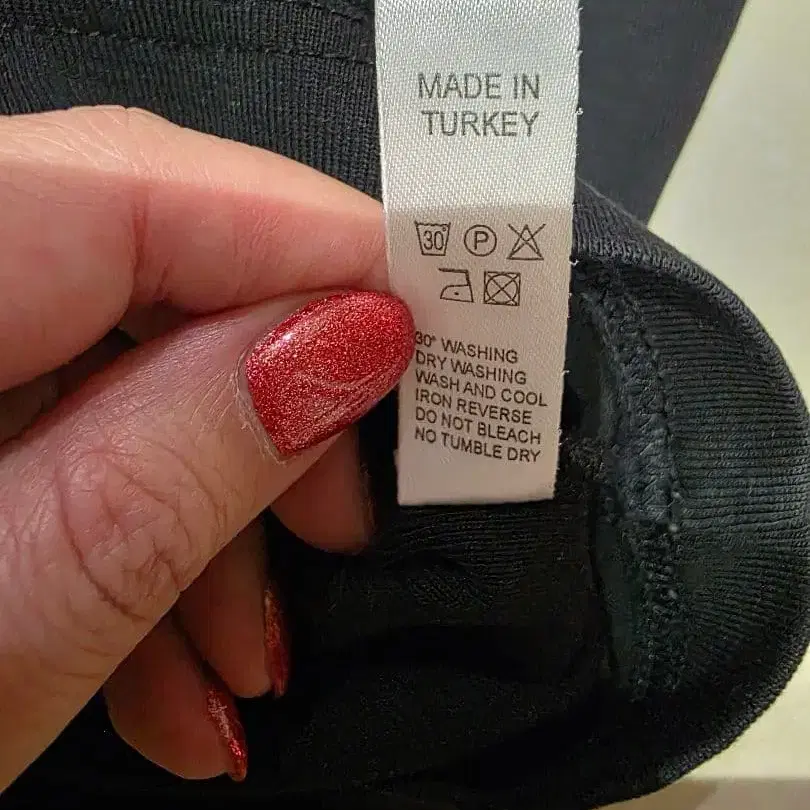 MADE IN
TURKEY
30° P
30° WASHING
DRY WASHING
WASH AND COOL
IRON REVERSE
DO NOT BLEACH
NO TUMBLE DRY